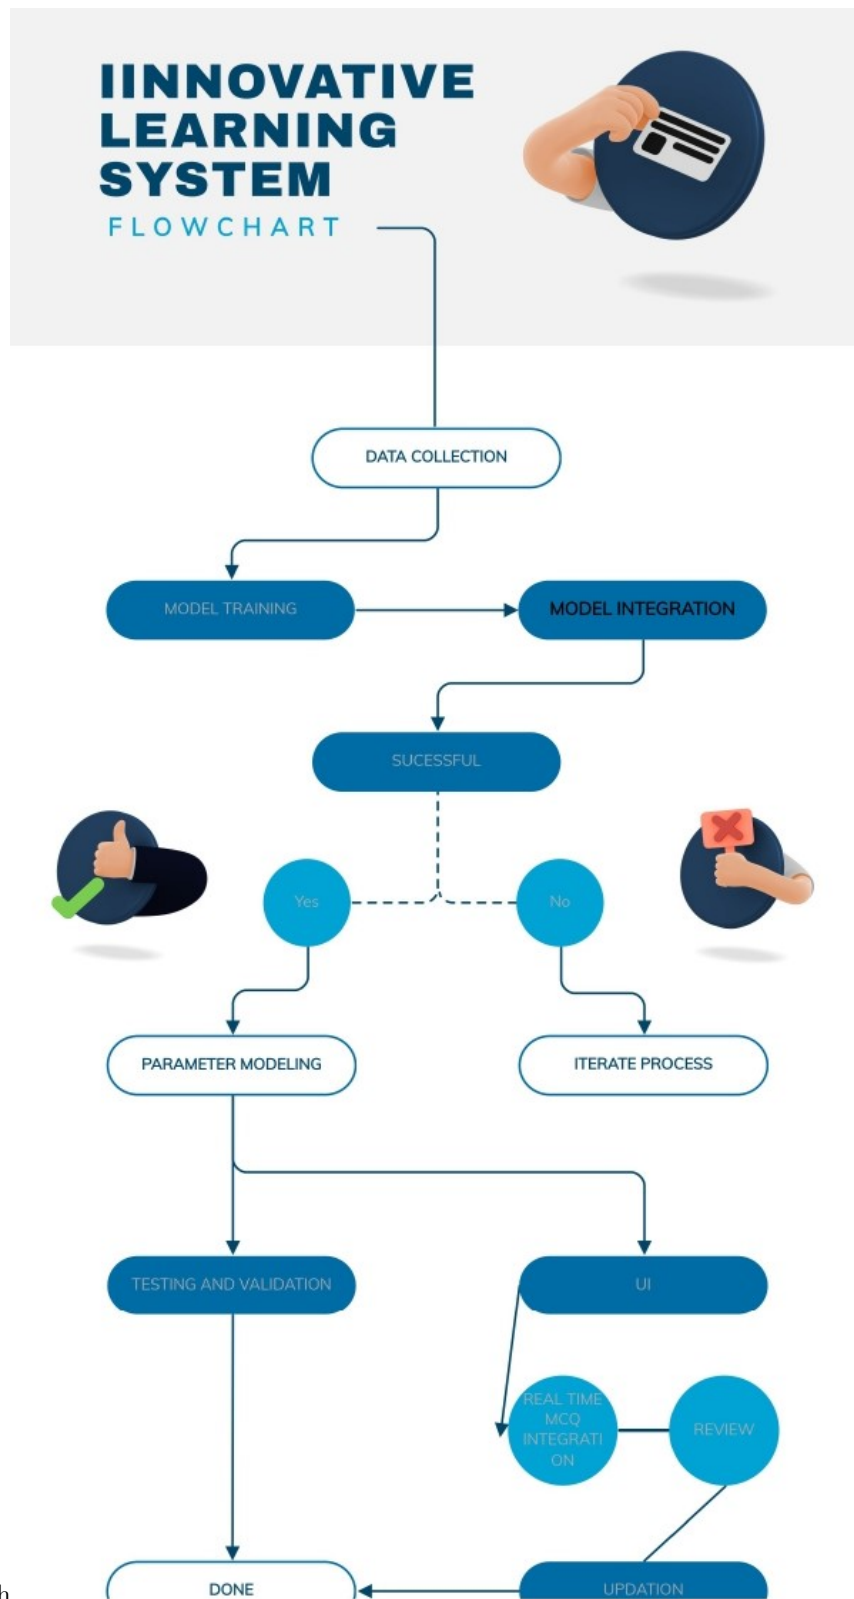 IINNOVATIVE
LEARNING
SYSTEM
FLOWCHART
DATA COLLECTION
MODEL TRAINING
MODEL INTEGRATION
SUCESSFUL
Yes
No
PARAMETER MODELING
ITERATE PROCESS
TESTING AND VALIDATION
UI
REAL TIME
MCQ
INTEGRATI
ON
REVIEW
DONE
UPDATION